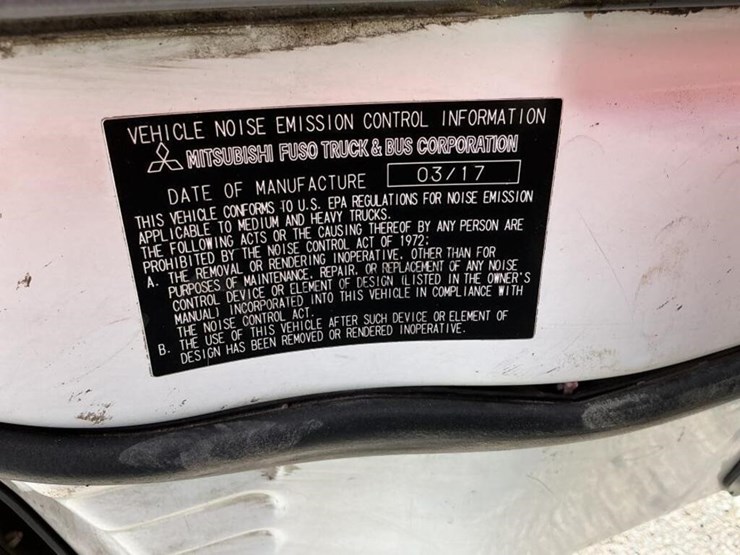 VEHICLE NOISE EMISSION CONTROL INFORMATION
MITSUBISHI FUSO TRUCK & BUS CORPORATION
DATE OF MANUFACTURE 03/17
THIS VEHICLE CONFORMS TO U.S. EPA REGULATIONS FOR NOISE EMISSION
APPLICABLE TO MEDIUM AND HEAVY TRUCKS.
THE FOLLOWING ACTS OR THE CAUSING THEREOF BY ANY PERSON ARE
PROHIBITED BY THE NOISE CONTROL ACT OF 1972:
A. THE REMOVAL OR RENDERING INOPERATIVE, OTHER THAN FOR
PURPOSES OF MAINTENANCE, REPAIR, OR REPLACEMENT OF ANY NOISE
CONTROL DEVICE OR ELEMENT OF DESIGN (LISTED IN THE OWNER'S
MANUAL) INCORPORATED INTO THIS VEHICLE IN COMPLIANCE WITH
THE NOISE CONTROL ACT.
B. THE USE OF THIS VEHICLE AFTER SUCH DEVICE OR ELEMENT OF
DESIGN HAS BEEN REMOVED OR RENDERED INOPERATIVE.